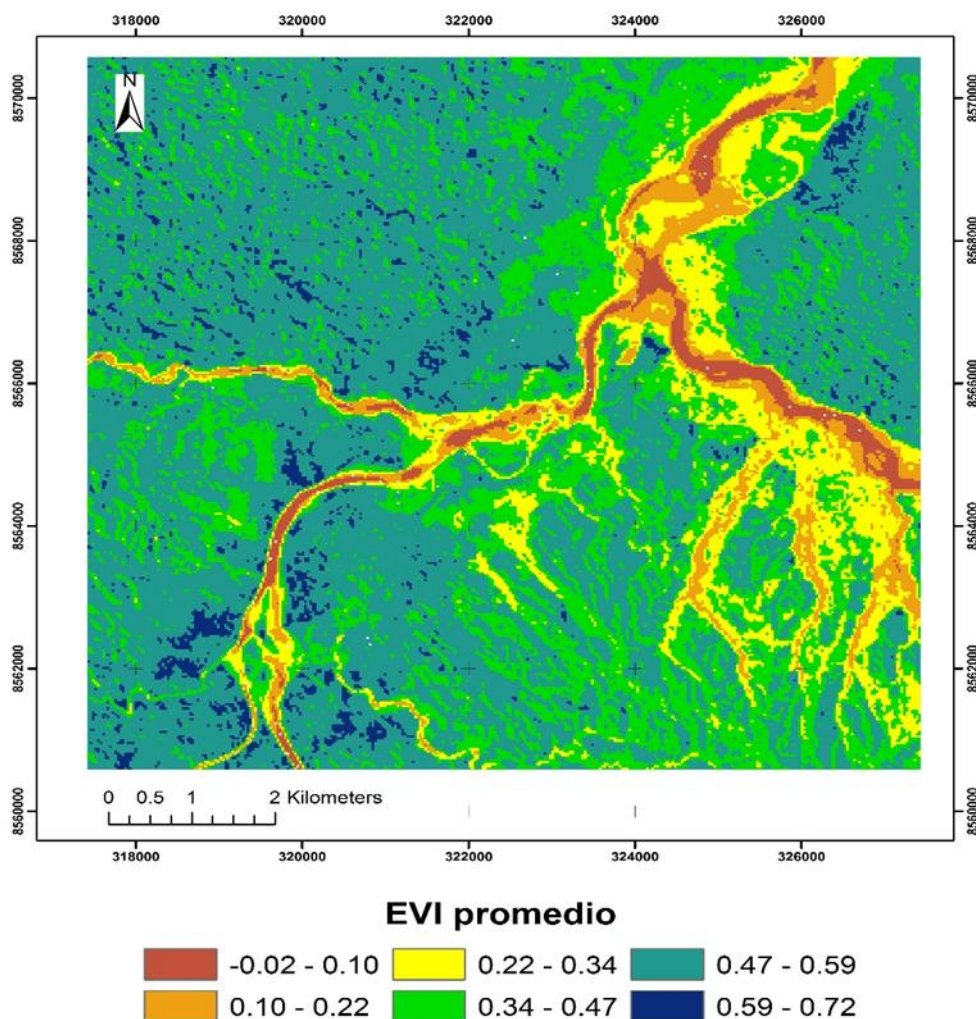 318000 320000 322000 324000 326000
N
8570000 8570000
8568000 8568000
8566000 8566000
8564000 8564000
8562000 8562000
0 0.5 1 2 Kilometers
8560000 8560000
318000 320000 322000 324000 326000
EVI promedio
-0.02 - 0.10 0.22 - 0.34 0.47 - 0.59
0.10 - 0.22 0.34 - 0.47 0.59 - 0.72